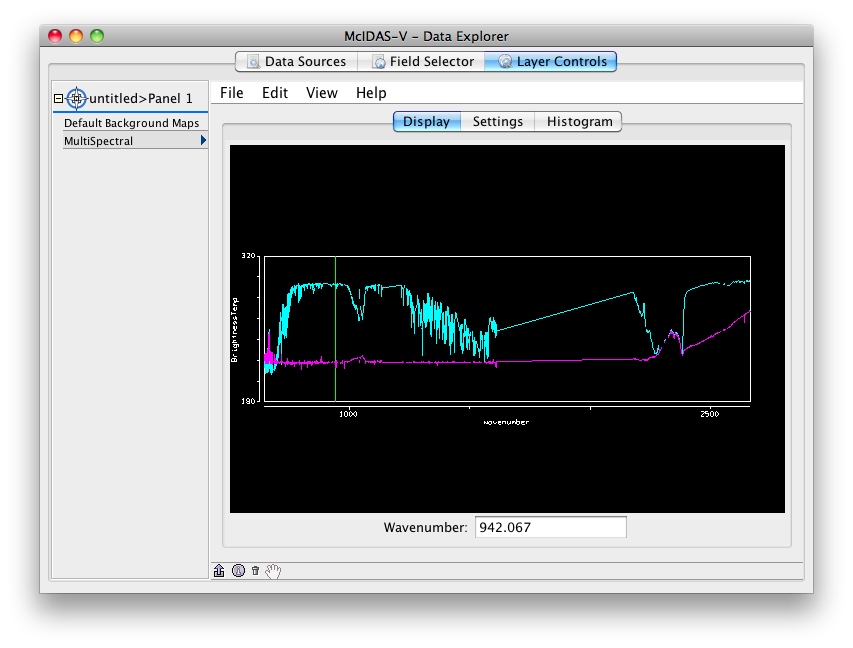 McIDAS-V - Data Explorer
Data Sources Field Selector Layer Controls
untitled>Panel 1
Default Background Maps
MultiSpectral
File Edit View Help
Display Settings Histogram
320
BrightnessTemp
180
1000 2500
Wavenumber
Wavenumber: 942.067